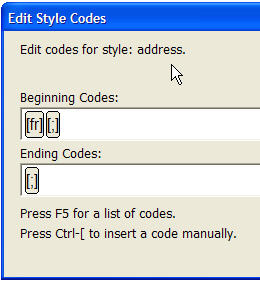 Edit Style Codes
Edit codes for style: address.
Beginning Codes:
[fr] [;]
Ending Codes:
[;]
Press F5 for a list of codes.
Press Ctrl-[ to insert a code manually.